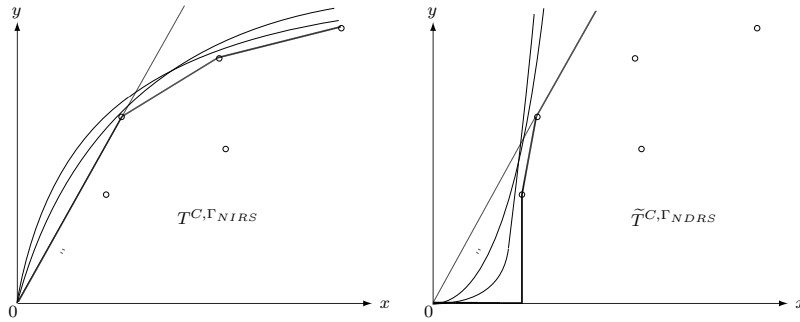 y
T^{C,Γ_{NIRS}}
0
x
y
T̃^{C,Γ_{NDRS}}
0
x